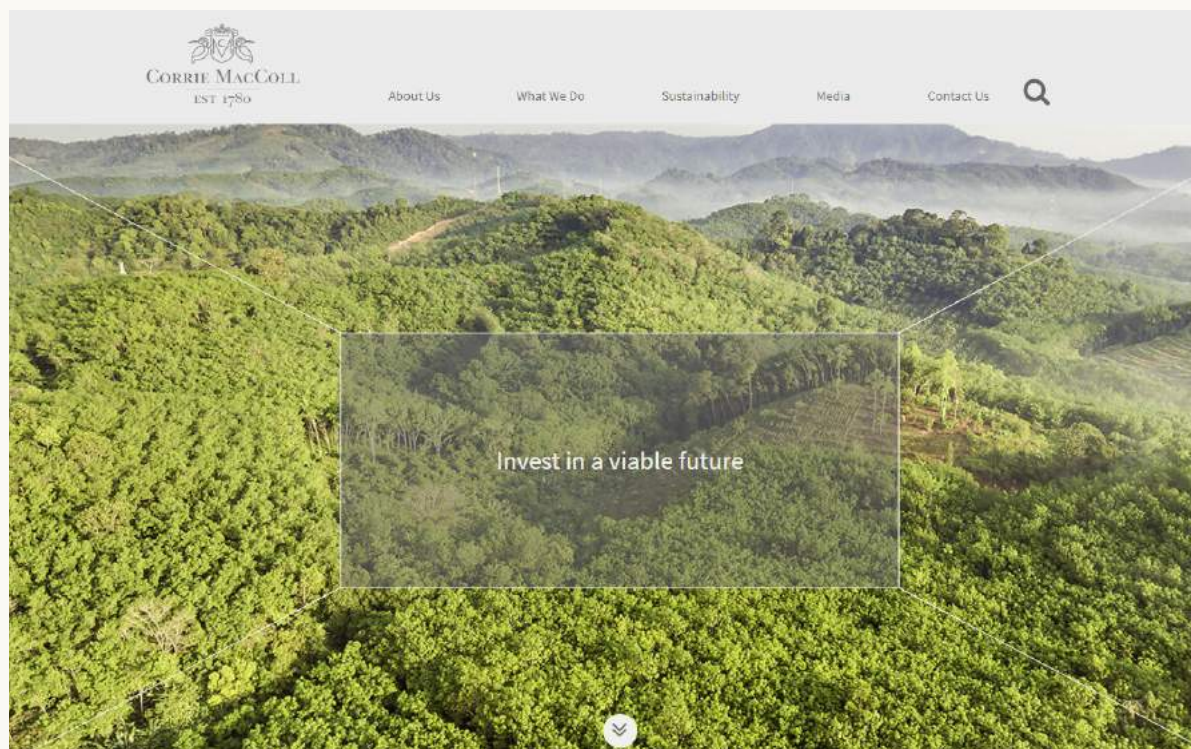 CORRIE MACCOLL
EST 1780
About Us
What We Do
Sustainability
Media
Contact Us
Invest in a viable future